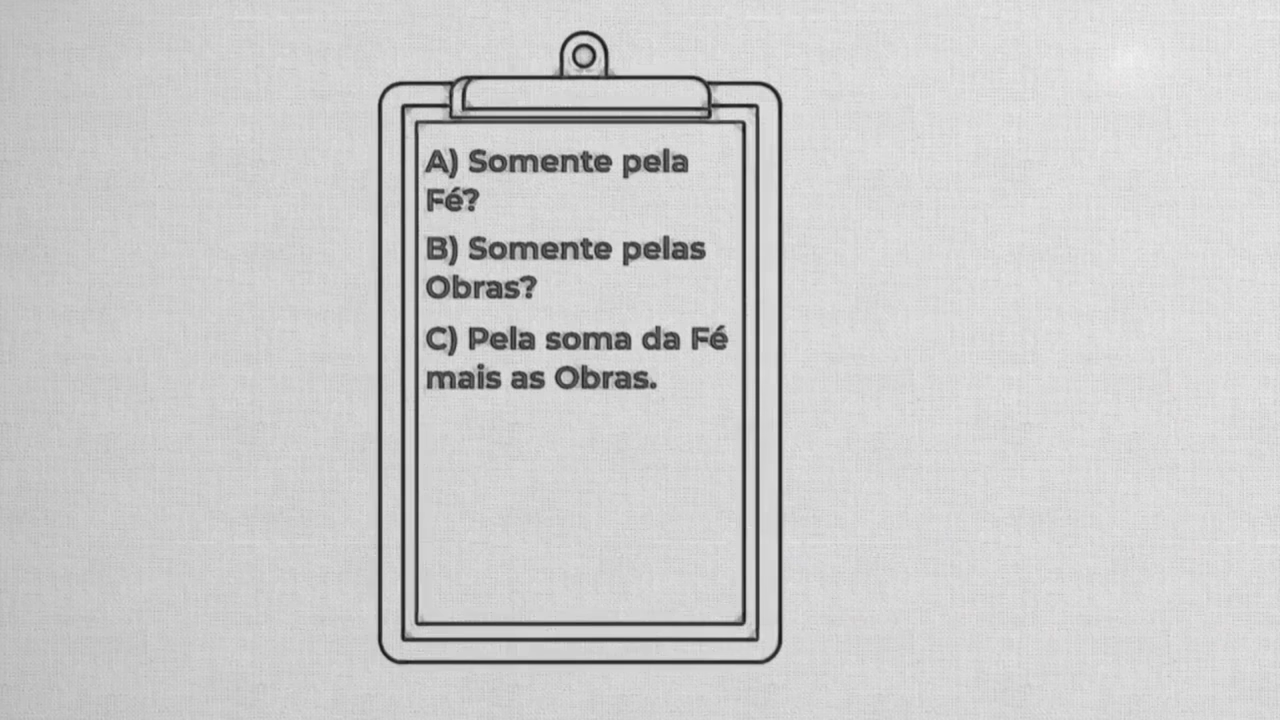 A) Somente pela
Fé?
B) Somente pelas
Obras?
C) Pela soma da Fé
mais as Obras.